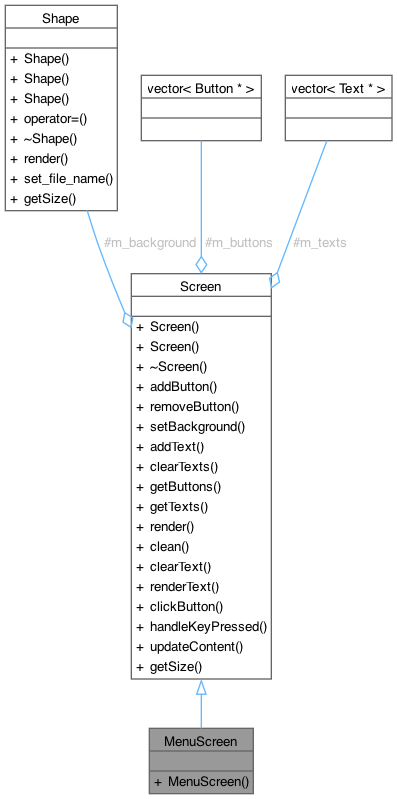 Shape
+ Shape()
+ Shape()
+ Shape()
+ operator=()
+ ~Shape()
+ render()
+ set_file_name()
+ getSize()
vector< Button * >
vector< Text * >
#m_background
#m_buttons
#m_texts
Screen
+ Screen()
+ Screen()
+ ~Screen()
+ addButton()
+ removeButton()
+ setBackground()
+ addText()
+ clearTexts()
+ getButtons()
+ getTexts()
+ render()
+ clean()
+ clearText()
+ renderText()
+ clickButton()
+ handleKeyPressed()
+ updateContent()
+ getSize()
MenuScreen
+ MenuScreen()